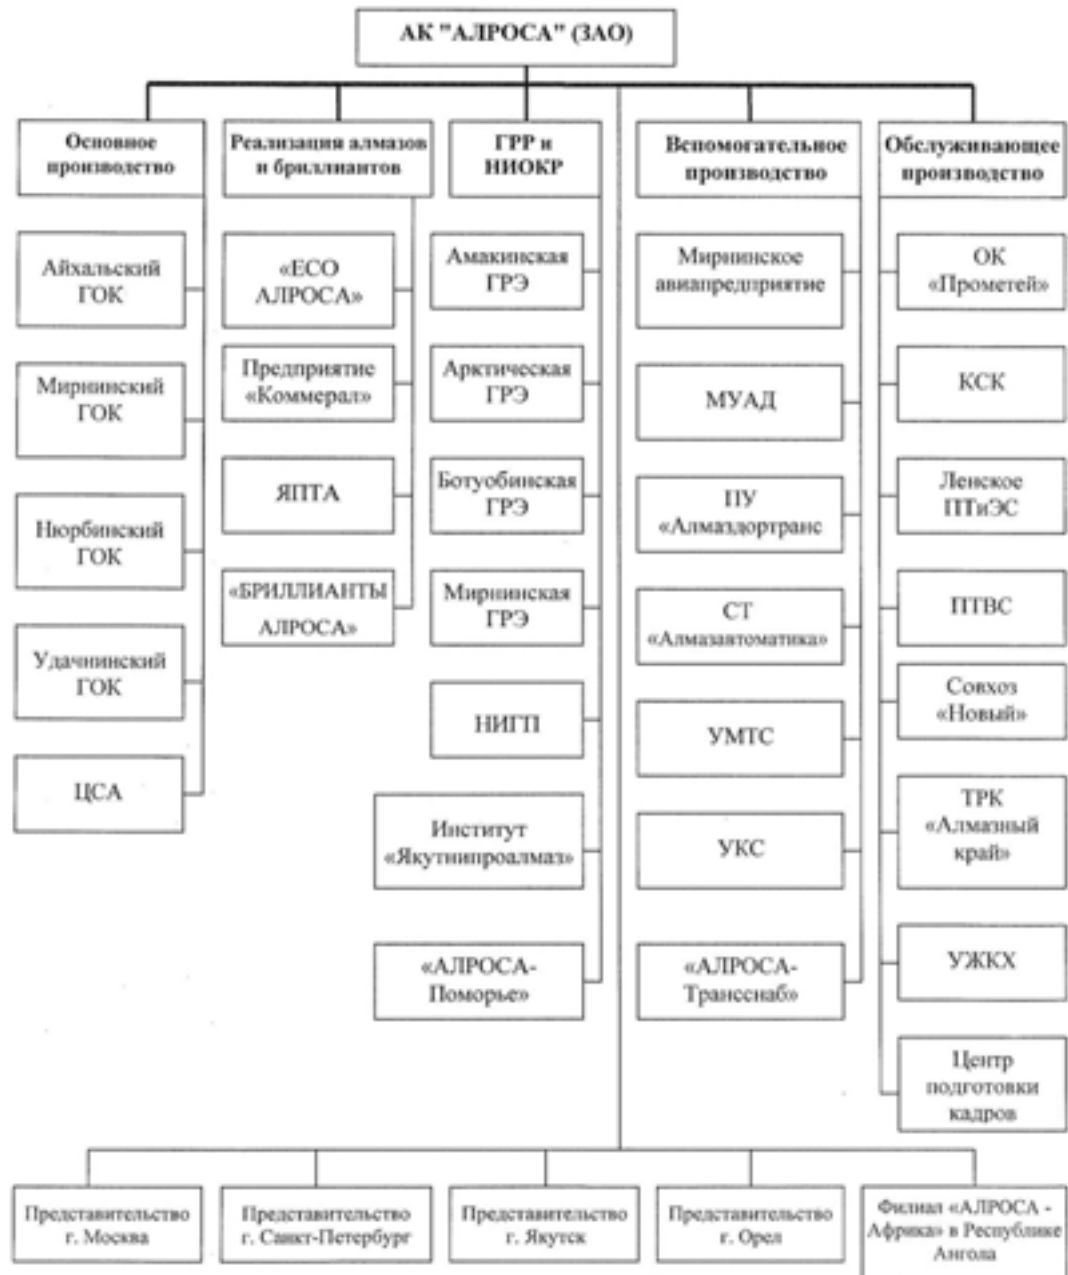 АК "АЛРОСА" (ЗАО)
Основное
производство
Айхальский
ГОК
Мирнинский
ГОК
Нюрбинский
ГОК
Удачнинский
ГОК
ЦСА
Реализация алмазов
и бриллиантов
«ЕСО
АЛРОСА»
Предприятие
«Коммерал»
ЯПТА
«БРИЛЛИАНТЫ
АЛРОСА»
ГРР и
НИОКР
Амакинская
ГРЭ
Арктическая
ГРЭ
Ботуобинская
ГРЭ
Мирнинская
ГРЭ
НИГП
Институт
«Якутнипроалмаз»
«АЛРОСА-
Поморье»
Вспомогательное
производство
Мирнинское
авиапредприятие
МУАД
ПУ
«Алмаздортранс
СТ
«Алмазавтоматика»
УМТС
УКС
«АЛРОСА-
Трансснаб»
Обслуживающее
производство
ОК
«Прометей»
КСК
Ленское
ПТиЭС
ПТВС
Совхоз
«Новый»
ТРК
«Алмазный
край»
УЖКХ
Центр
подготовки
кадров
Представительство
г. Москва
Представительство
г. Санкт-Петербург
Представительство
г. Якутск
Представительство
г. Орел
Филиал «АЛРОСА -
Африка» в Республике
Ангола